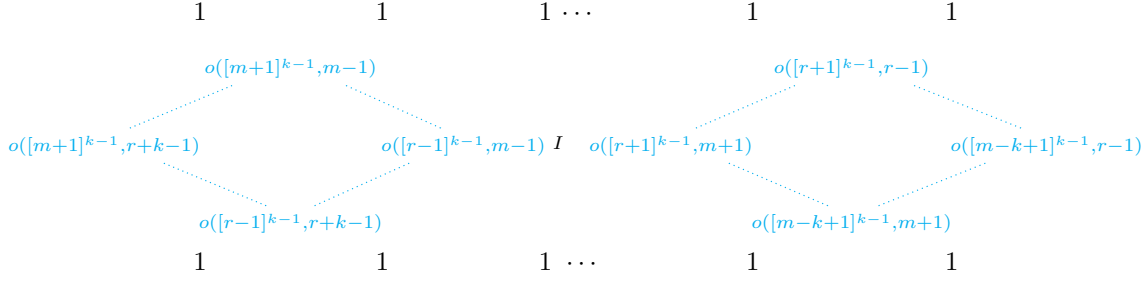 1 1 1 ⋯ 1 1
o([m+1]^{k−1},m−1) o([r+1]^{k−1},r−1)
o([m+1]^{k−1},r+k−1) o([r−1]^{k−1},m−1) I o([r+1]^{k−1},m+1) o([m−k+1]^{k−1},r−1)
o([r−1]^{k−1},r+k−1) o([m−k+1]^{k−1},m+1)
1 1 1 ⋯ 1 1